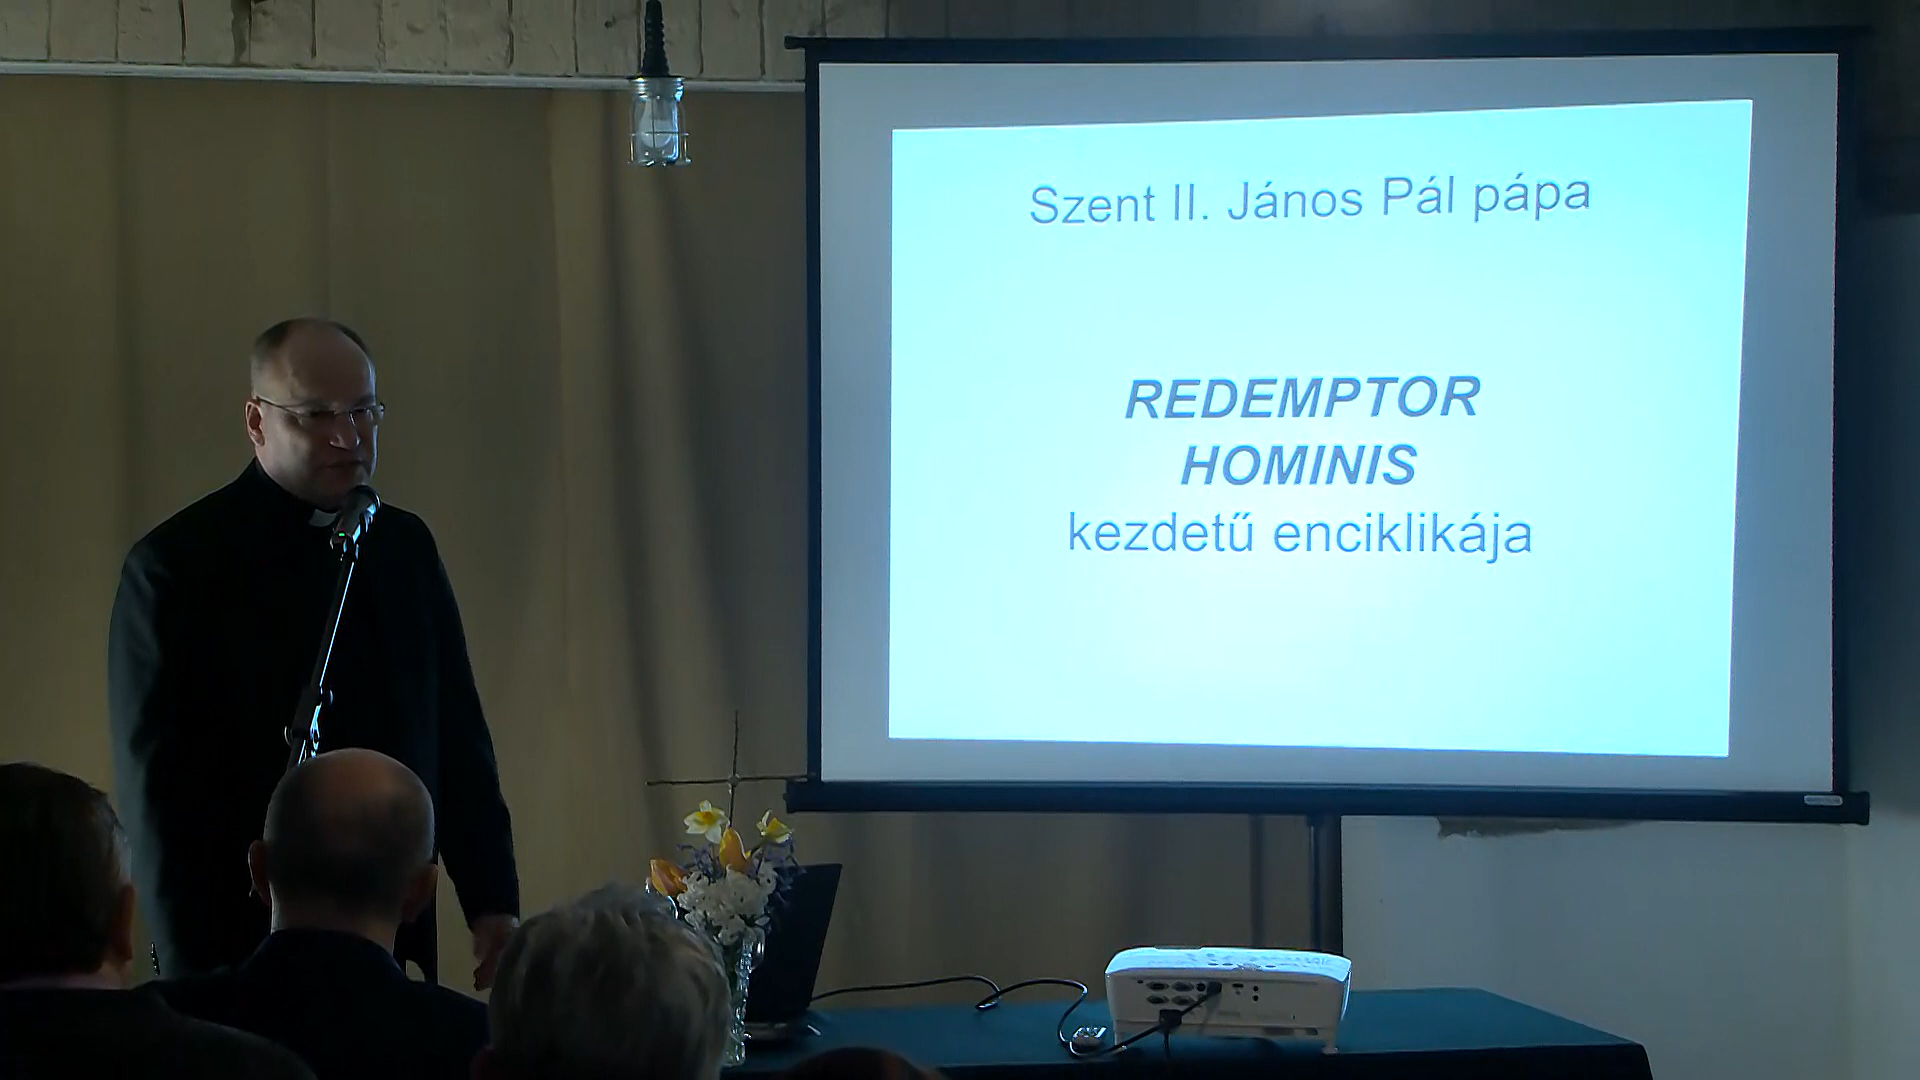 Szent II. János Pál pápa
REDEMPTOR
HOMINIS
kezdetű enciklikája